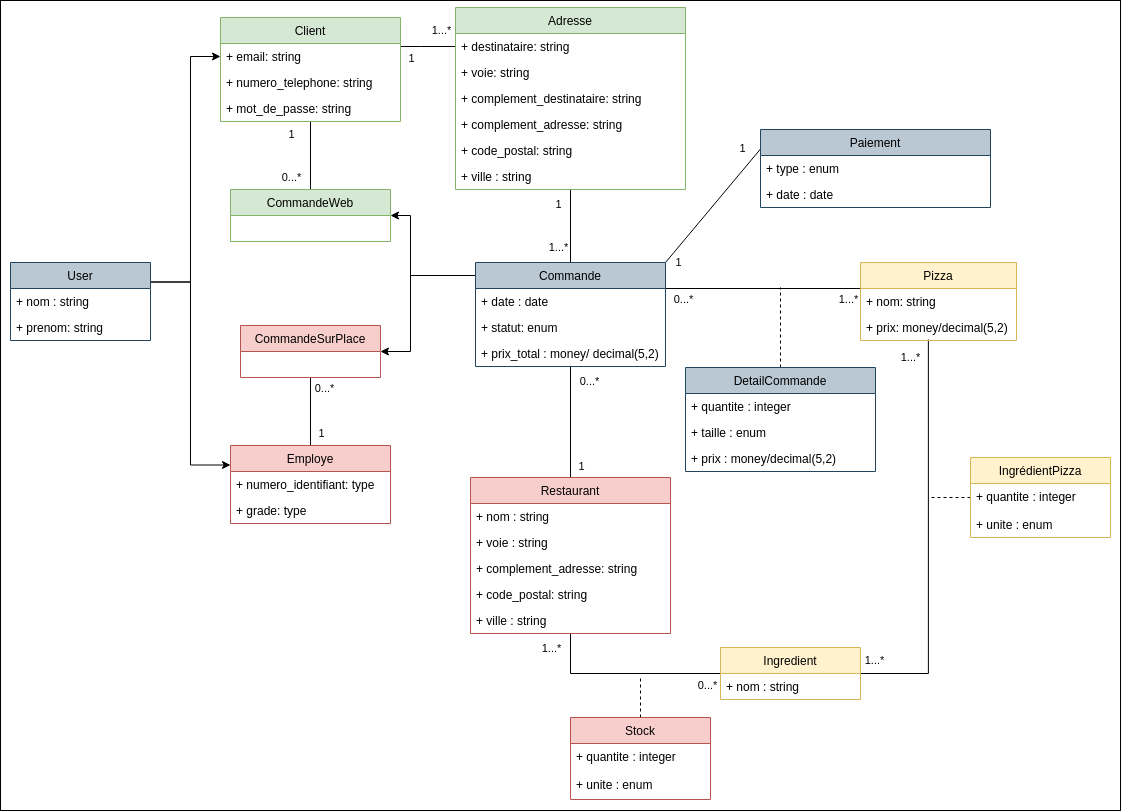 Client
+ email: string
+ numero_telephone: string
+ mot_de_passe: string
1...*
1
Adresse
+ destinataire: string
+ voie: string
+ complement_destinataire: string
+ complement_adresse: string
+ code_postal: string
+ ville : string
1
0...*
CommandeWeb
1
1...*
Paiement
+ type : enum
+ date : date
1
1
User
+ nom : string
+ prenom: string
Commande
+ date : date
+ statut: enum
+ prix_total : money/ decimal(5,2)
0...*
1...*
Pizza
+ nom: string
+ prix: money/decimal(5,2)
1...*
CommandeSurPlace
0...*
1
DetailCommande
+ quantite : integer
+ taille : enum
+ prix : money/decimal(5,2)
0...*
1
Employe
+ numero_identifiant: type
+ grade: type
IngrédientPizza
+ quantite : integer
+ unite : enum
Restaurant
+ nom : string
+ voie : string
+ complement_adresse: string
+ code_postal: string
+ ville : string
1...*
0...*
Ingredient
+ nom : string
1...*
Stock
+ quantite : integer
+ unite : enum